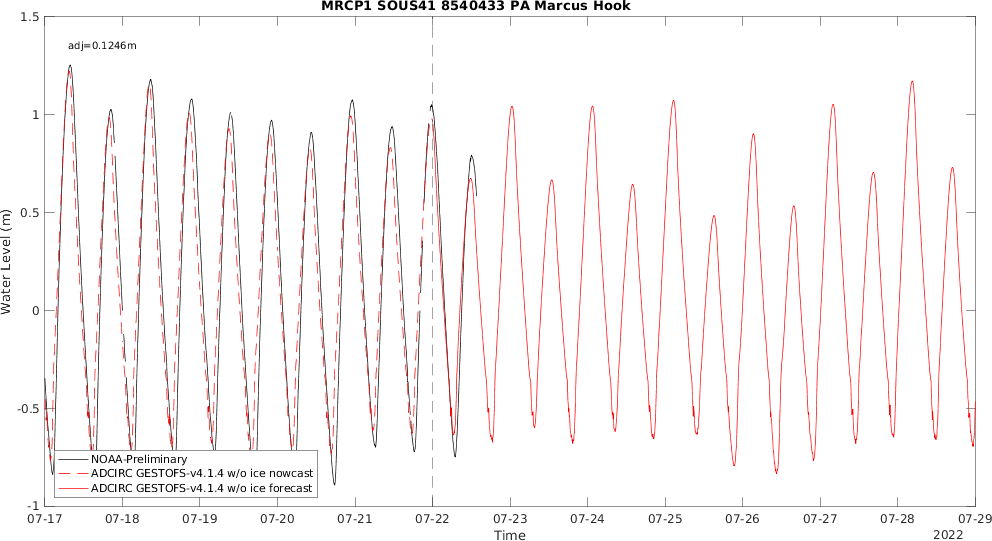 MRCP1 SOUS41 8540433 PA Marcus Hook
adj=0.1246m
1.5
1
0.5
0
-0.5
-1
Water Level (m)
NOAA-Preliminary
ADCIRC GESTOFS-v4.1.4 w/o ice nowcast
ADCIRC GESTOFS-v4.1.4 w/o ice forecast
07-17 07-18 07-19 07-20 07-21 07-22 07-23 07-24 07-25 07-26 07-27 07-28 07-29
Time
2022